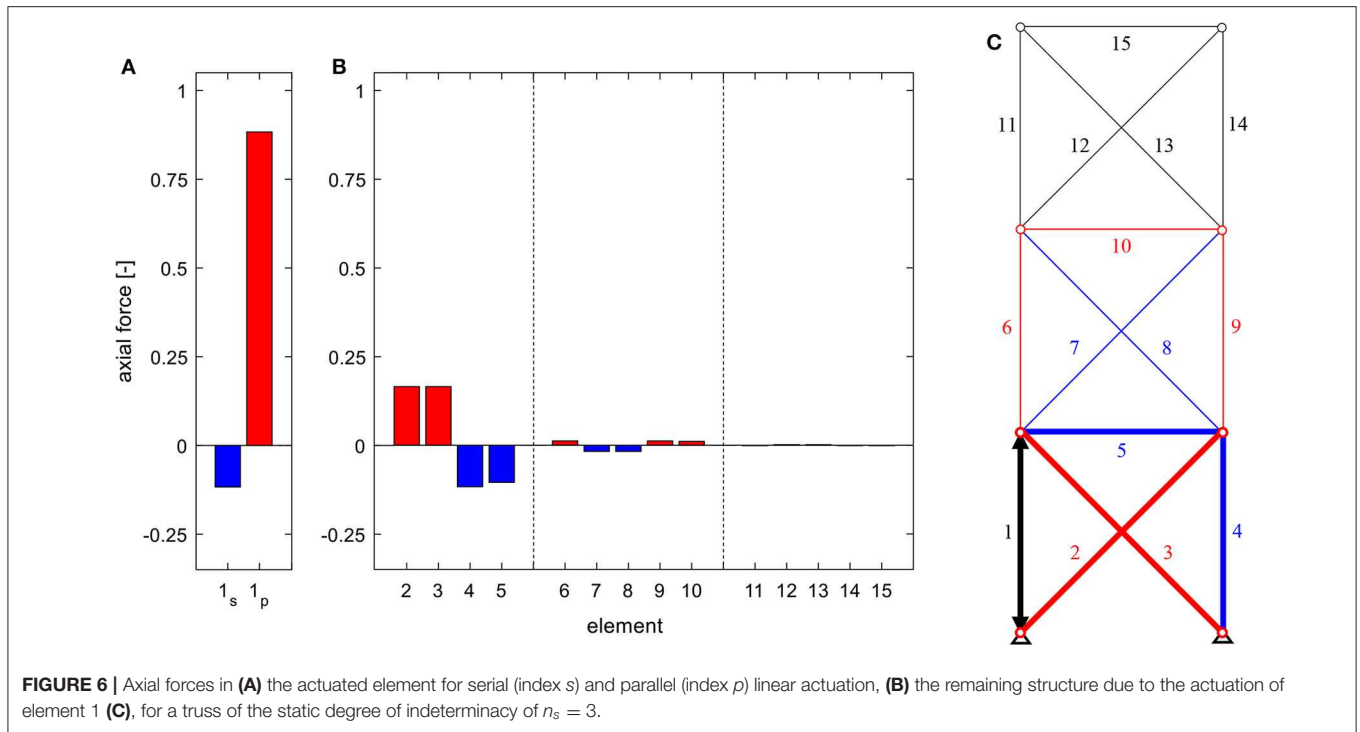 A
B
C
axial force [-]
1
0.75
0.5
0.25
0
-0.25
1s
1p
1
0.75
0.5
0.25
0
-0.25
2 3 4 5 6 7 8 9 10 11 12 13 14 15
element
15
11
12
13
14
10
6
7
8
9
5
1
2
3
4
FIGURE 6 | Axial forces in (A) the actuated element for serial (index s) and parallel (index p) linear actuation, (B) the remaining structure due to the actuation of
element 1 (C), for a truss of the static degree of indeterminacy of ns = 3.